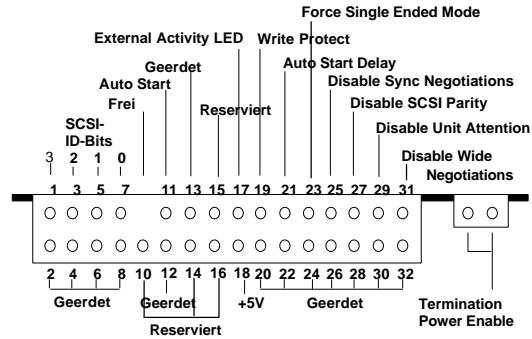 Force Single Ended Mode
External Activity LED Write Protect
Geerdet Auto Start Delay
Auto Start Disable Sync Negotiations
Frei Reserviert Disable SCSI Parity
SCSI-
ID-Bits
Disable Unit Attention
3 2 1 0 Disable Wide
Negotiations
1 3 5 7 11 13 15 17 19 21 23 25 27 29 31
2 4 6 8 10 12 14 16 18 20 22 24 26 28 30 32
Geerdet Geerdet +5V Geerdet
Reserviert
Termination
Power Enable